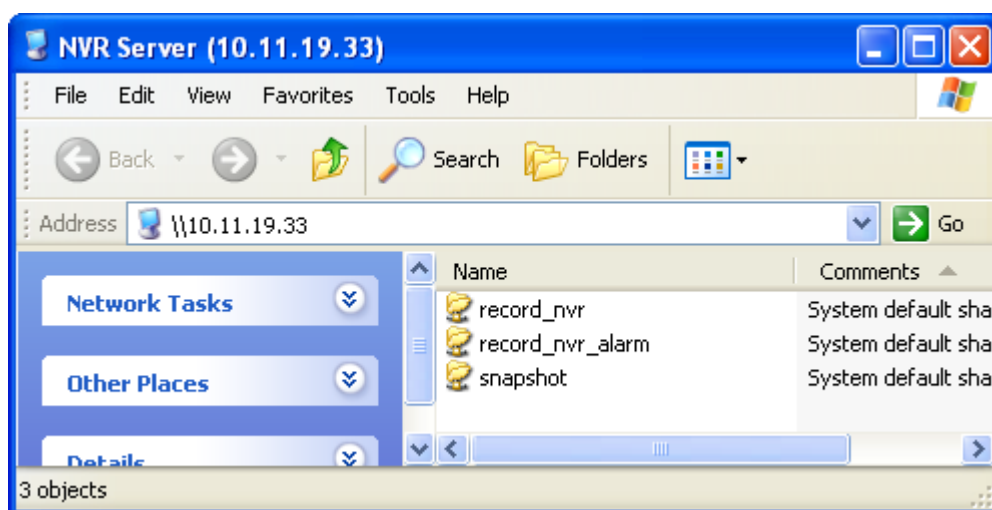 NVR Server (10.11.19.33)
File Edit View Favorites Tools Help
Back Search Folders
Address \\10.11.19.33 Go
Network Tasks
Other Places
Details
Name Comments
record_nvr System default sha
record_nvr_alarm System default sha
snapshot System default sha
3 objects